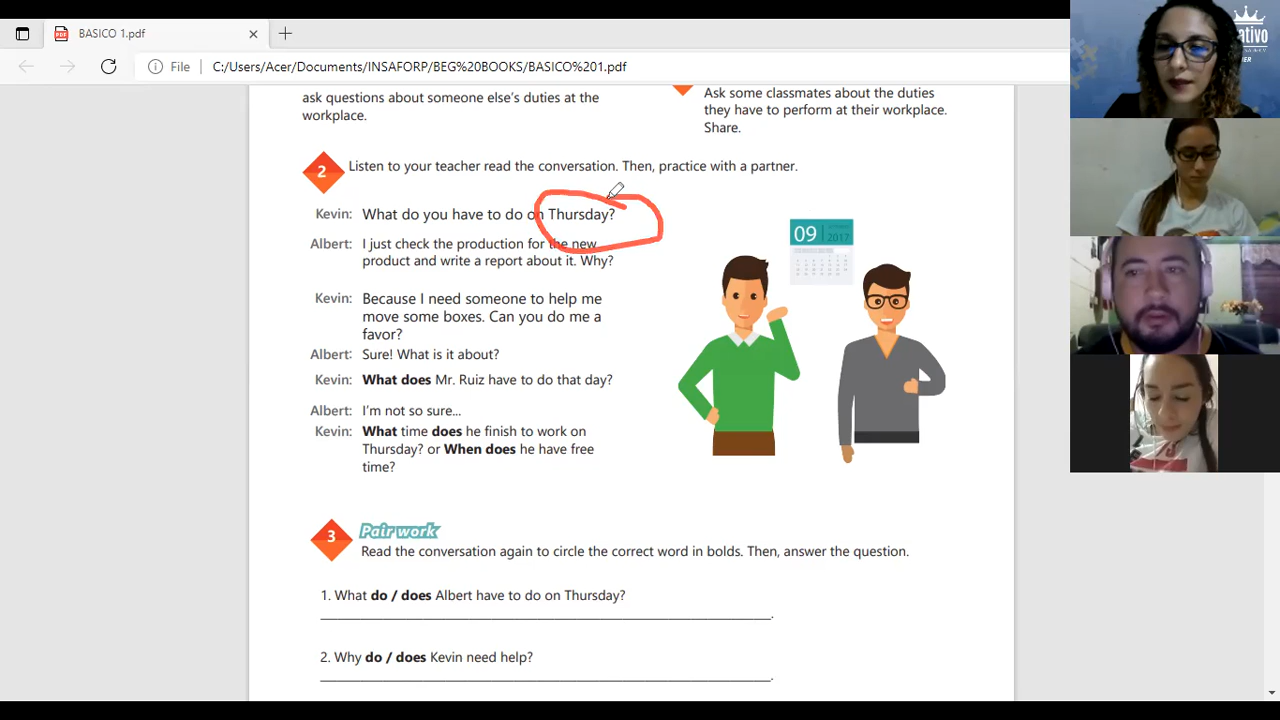 BASICO 1.pdf
File
C:/Users/Acer/Documents/INSAFORP/BEG%20BOOKS/BASICO%201.pdf
ask questions about someone else's duties at the
workplace.
Ask some classmates about the duties
they have to perform at their workplace.
Share.
2 Listen to your teacher read the conversation. Then, practice with a partner.
Kevin: What do you have to do on Thursday?
Albert: I just check the production for the new
product and write a report about it. Why?
Kevin: Because I need someone to help me
move some boxes. Can you do me a
favor?
Albert: Sure! What is it about?
Kevin: What does Mr. Ruiz have to do that day?
Albert: I'm not so sure...
Kevin: What time does he finish to work on
Thursday? or When does he have free
time?
09
2017
3 Pair work
Read the conversation again to circle the correct word in bolds. Then, answer the question.
1. What do / does Albert have to do on Thursday?
2. Why do / does Kevin need help?